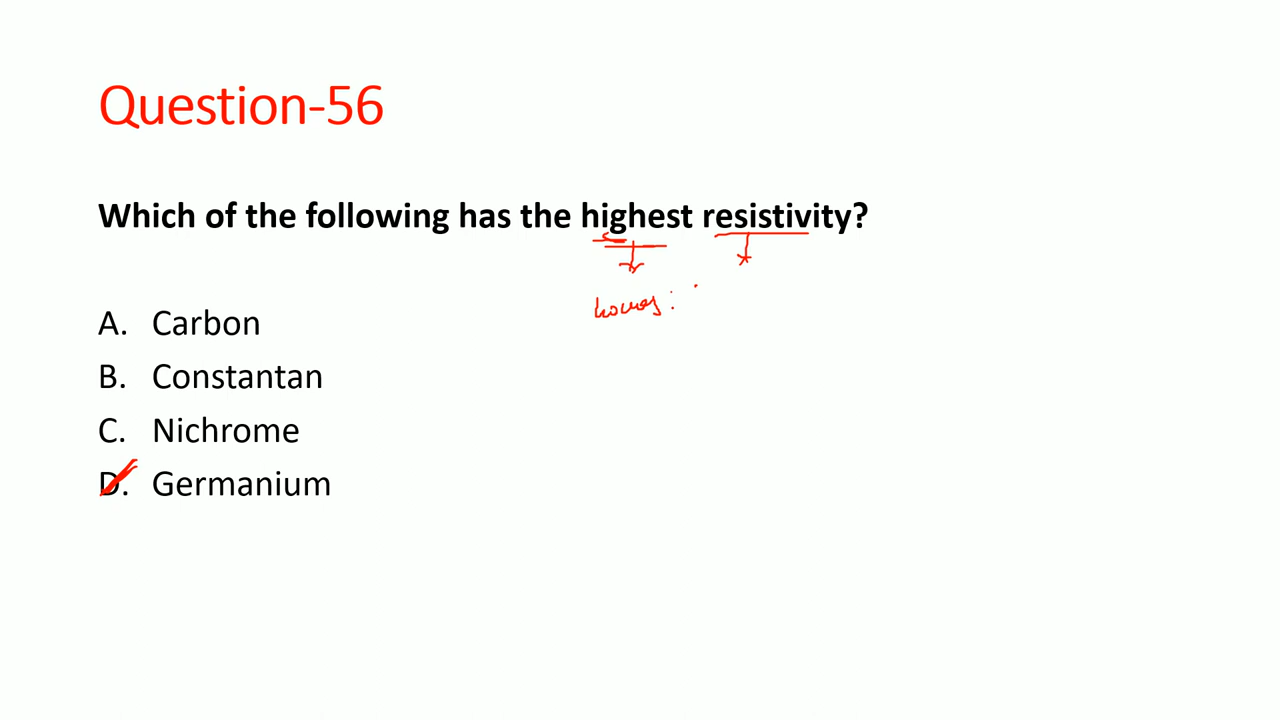 Question-56
Which of the following has the highest resistivity?
A. Carbon
B. Constantan
C. Nichrome
D. Germanium